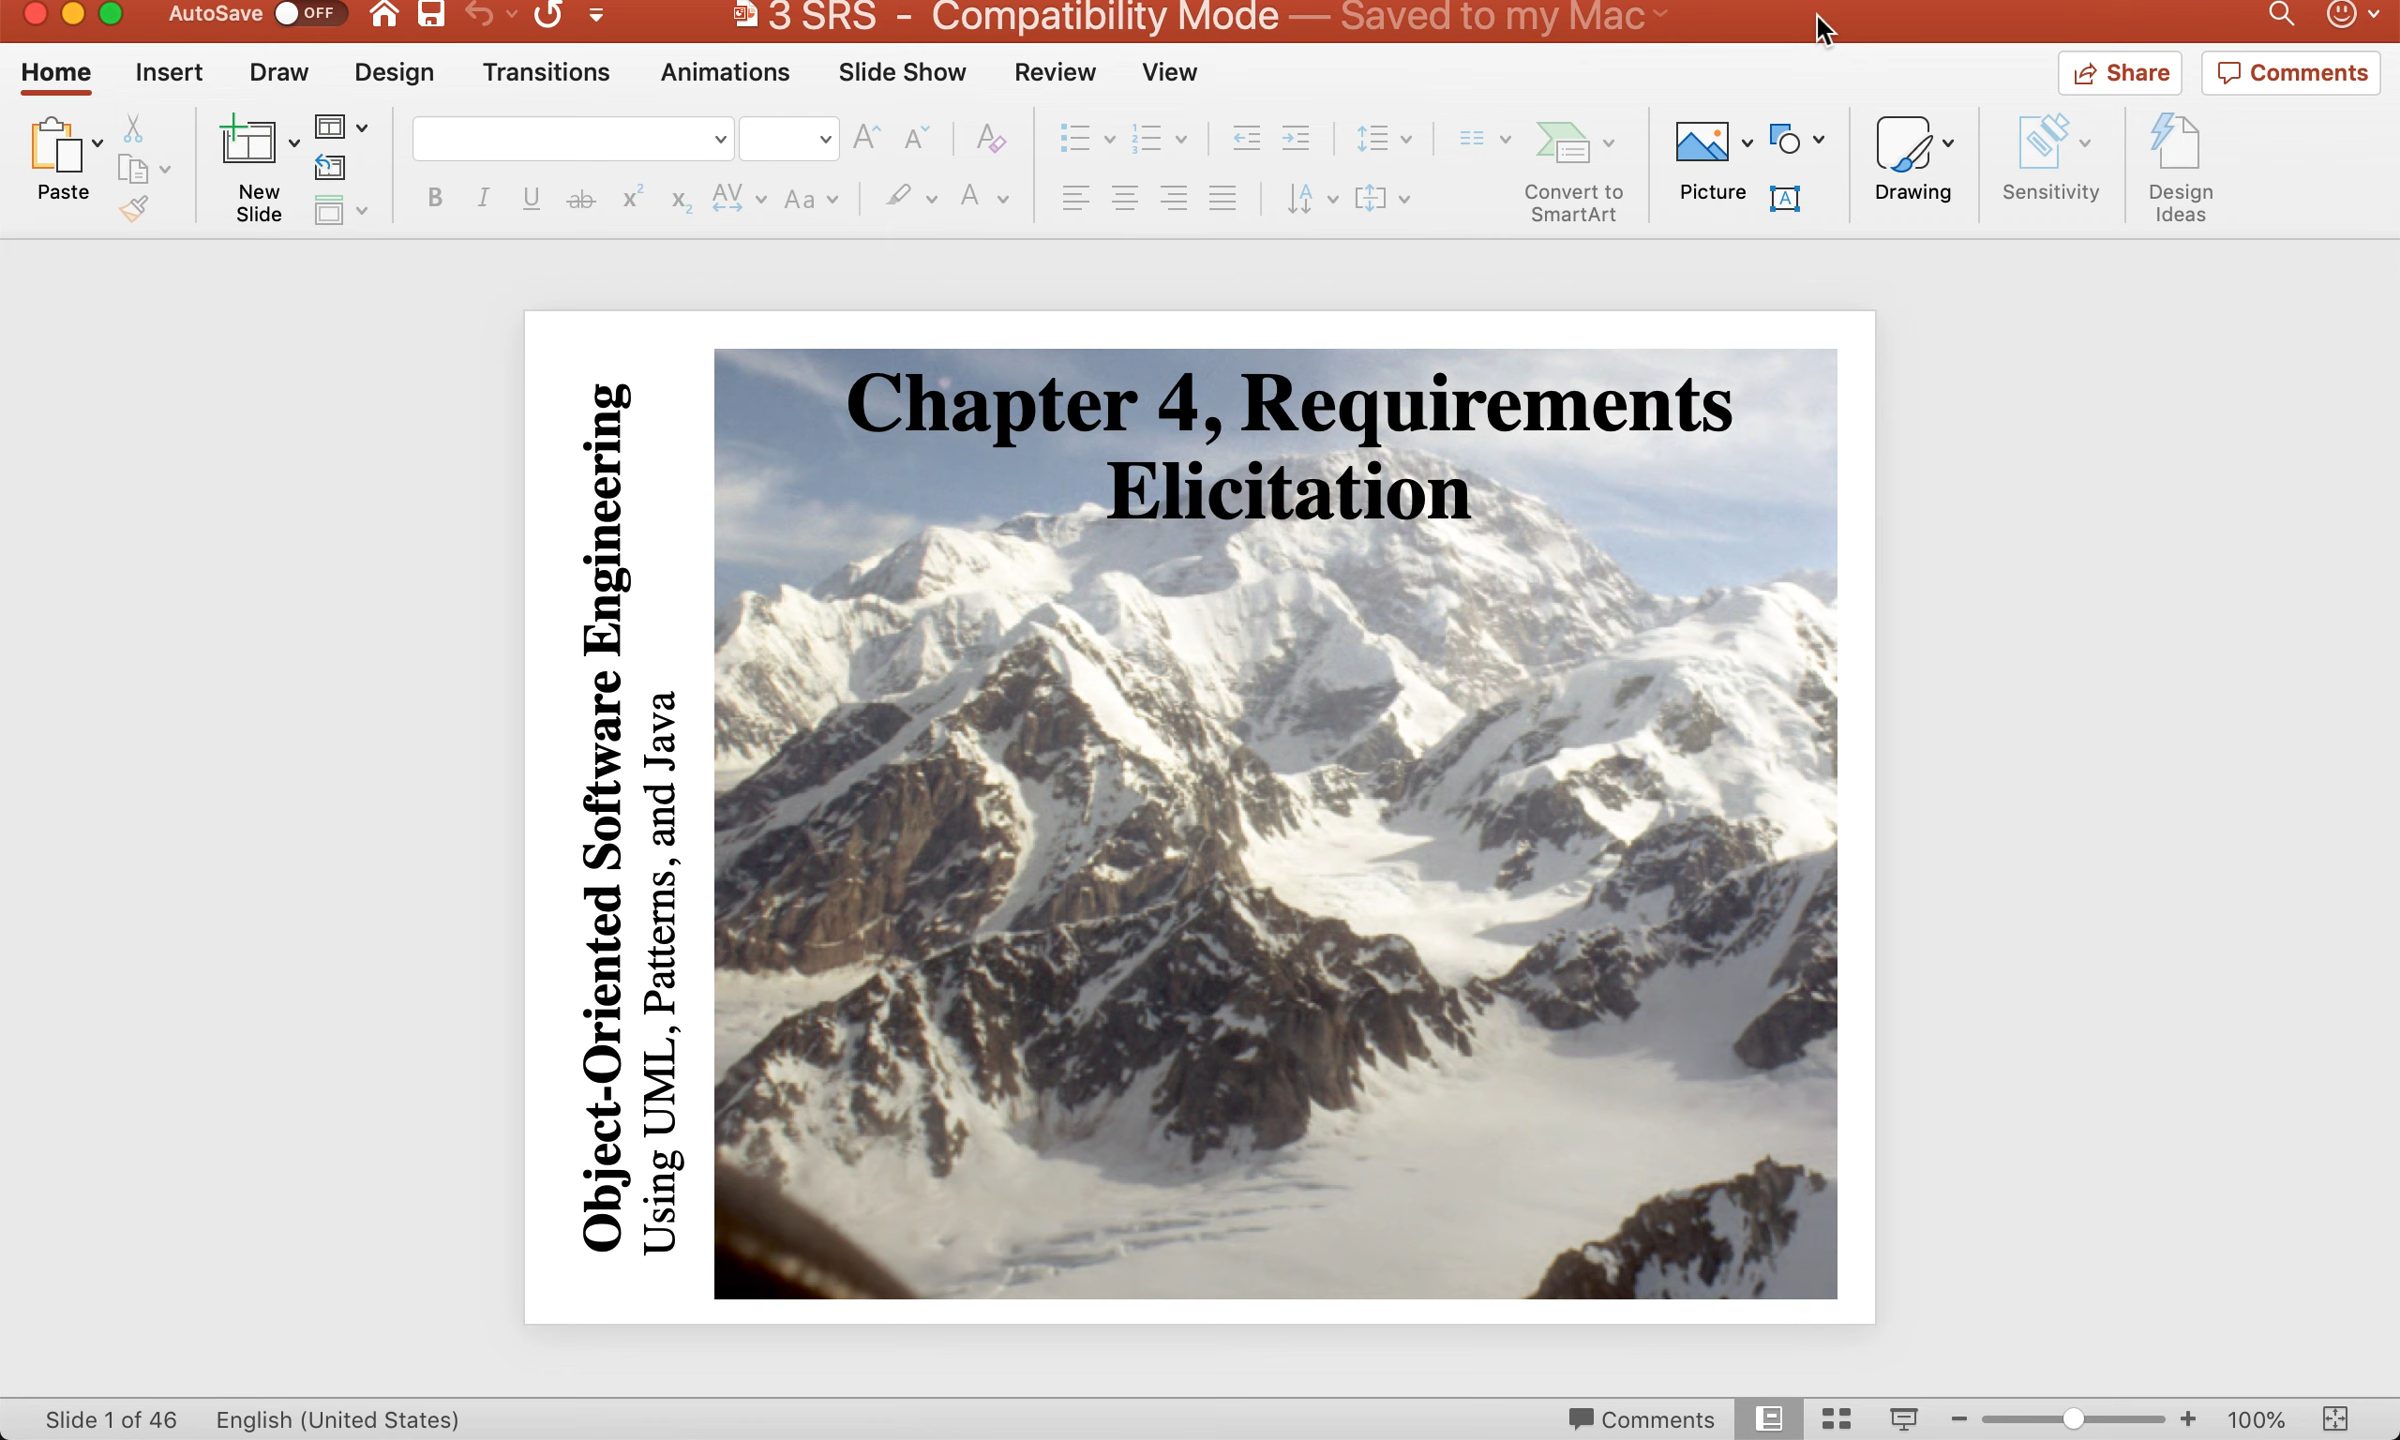 AutoSave OFF
3 SRS - Compatibility Mode — Saved to my Mac
Home Insert Draw Design Transitions Animations Slide Show Review View
Share Comments
Paste
New
Slide
Convert to
SmartArt
Picture
Drawing
Sensitivity
Design
Ideas
Object-Oriented Software Engineering
Using UML, Patterns, and Java
Chapter 4, Requirements
Elicitation
Slide 1 of 46 English (United States)
Comments 100%